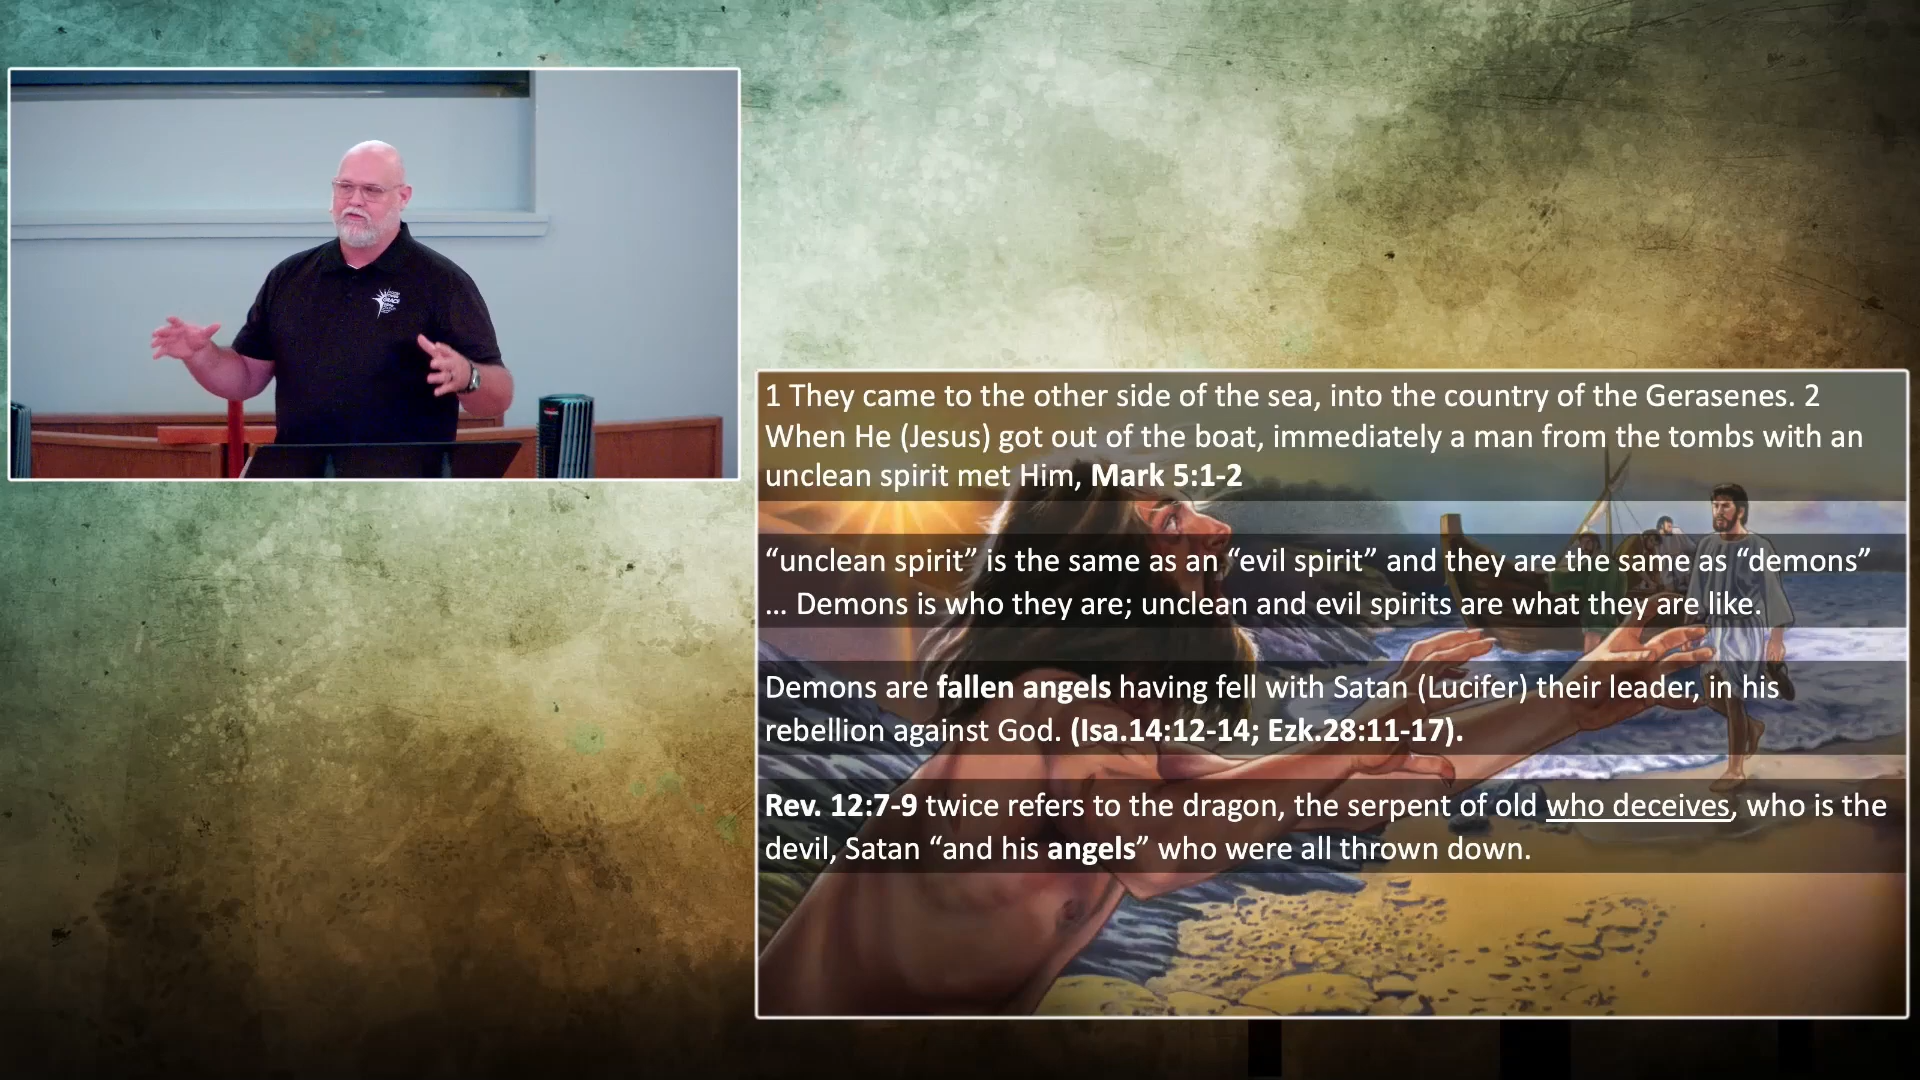 GRACE
1 They came to the other side of the sea, into the country of the Gerasenes. 2
When He (Jesus) got out of the boat, immediately a man from the tombs with an
unclean spirit met Him, Mark 5:1-2
“unclean spirit” is the same as an “evil spirit” and they are the same as “demons”
... Demons is who they are; unclean and evil spirits are what they are like.
Demons are fallen angels having fell with Satan (Lucifer) their leader, in his
rebellion against God. (Isa.14:12-14; Ezk.28:11-17).
Rev. 12:7-9 twice refers to the dragon, the serpent of old who deceives, who is the
devil, Satan “and his angels” who were all thrown down.